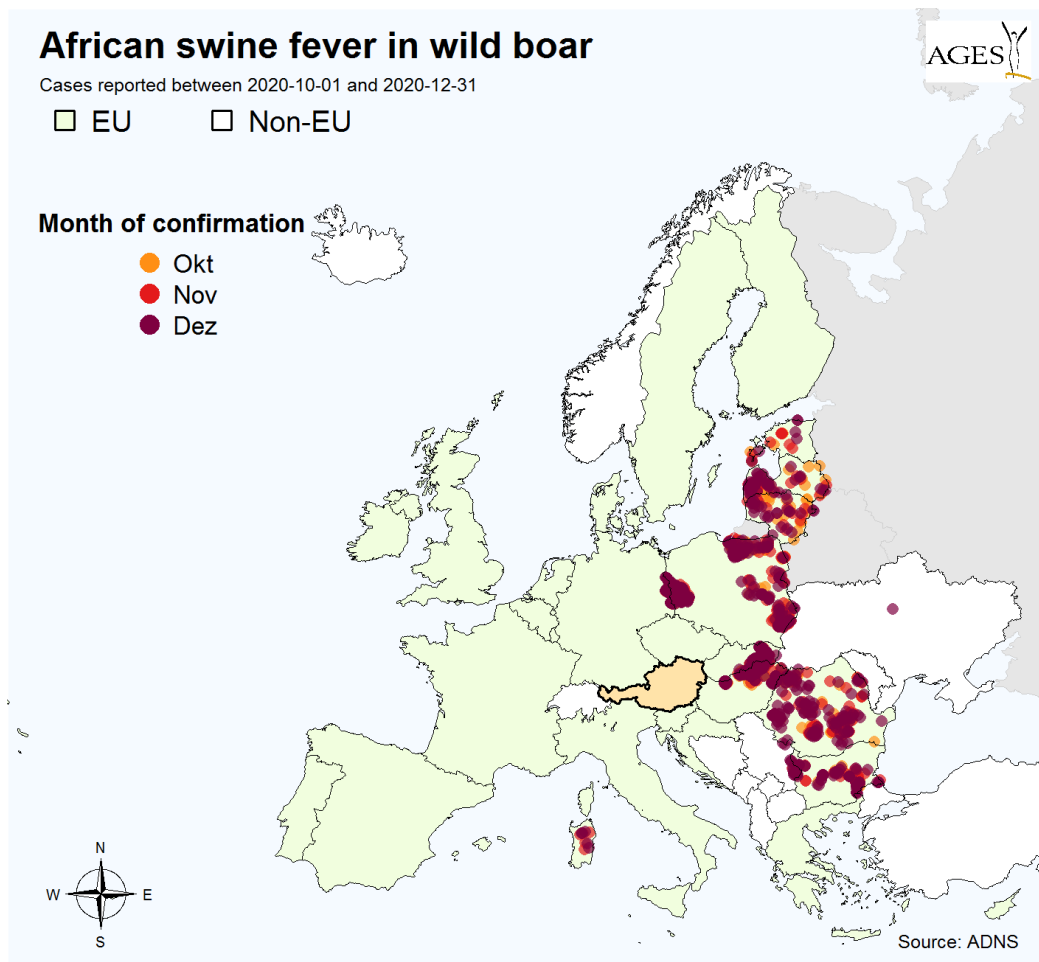 African swine fever in wild boar
Cases reported between 2020-10-01 and 2020-12-31
EU
Non-EU
AGES
Month of confirmation
Okt
Nov
Dez
N
W
E
S
Source: ADNS